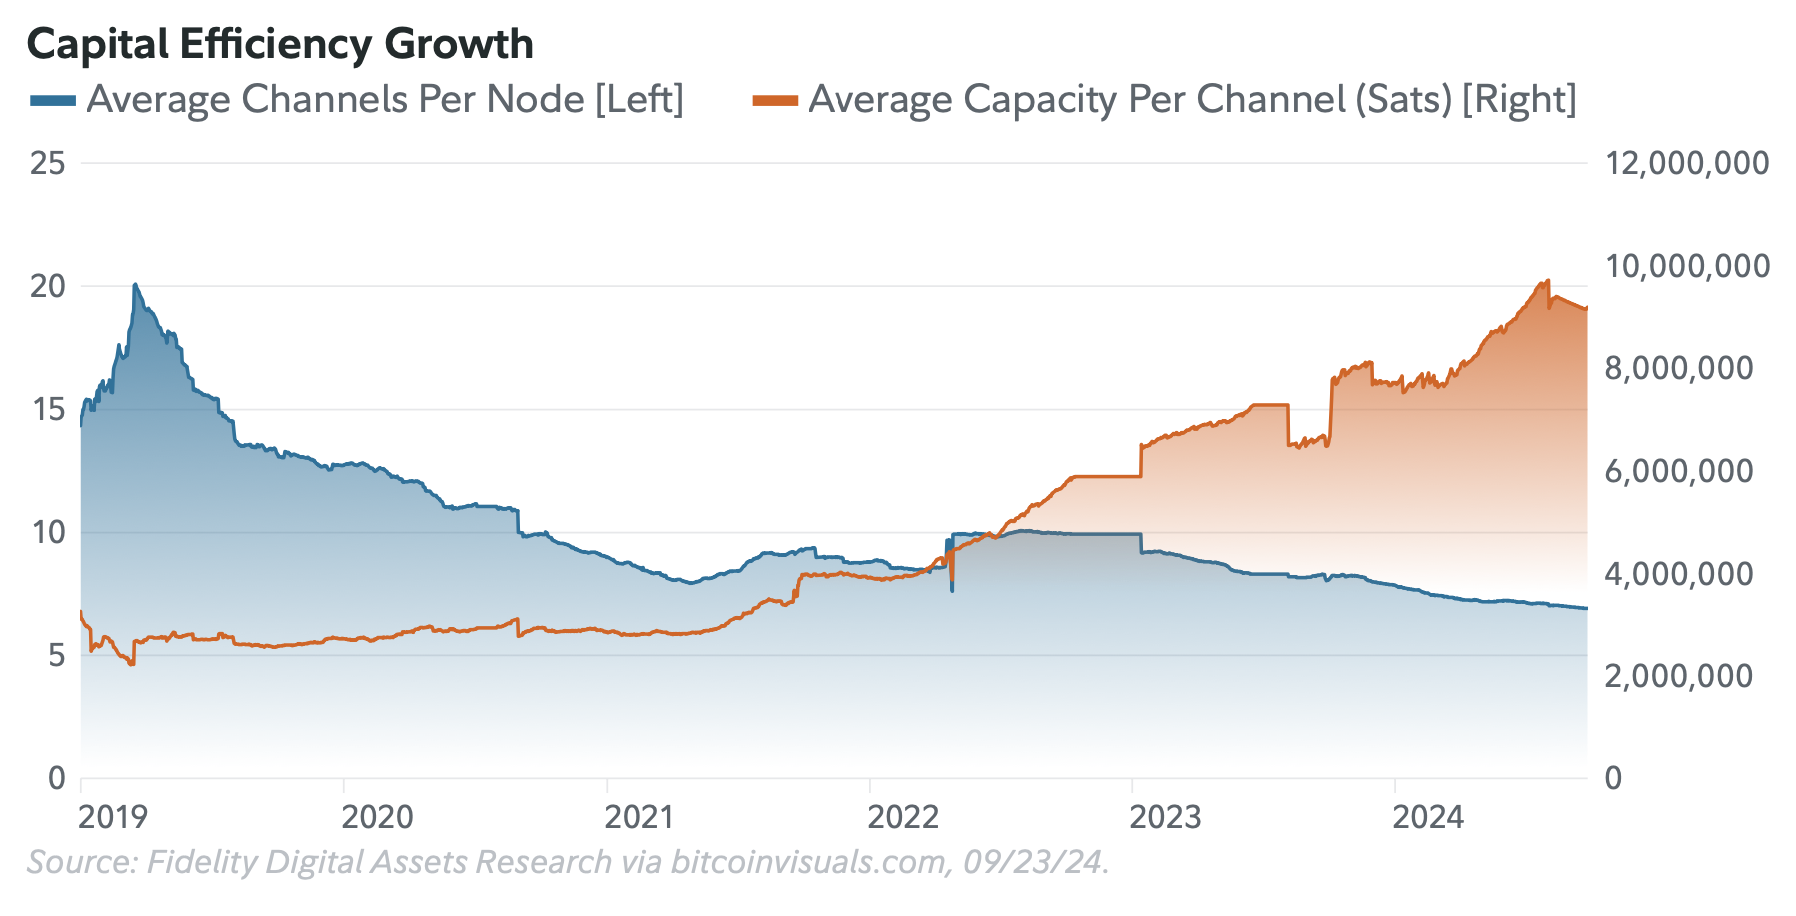 Capital Efficiency Growth
Average Channels Per Node [Left] Average Capacity Per Channel (Sats) [Right]
25 12,000,000
20 10,000,000
15 8,000,000
10 6,000,000
5 4,000,000
0 2,000,000
0
2019 2020 2021 2022 2023 2024
Source: Fidelity Digital Assets Research via bitcoinvisuals.com, 09/23/24.